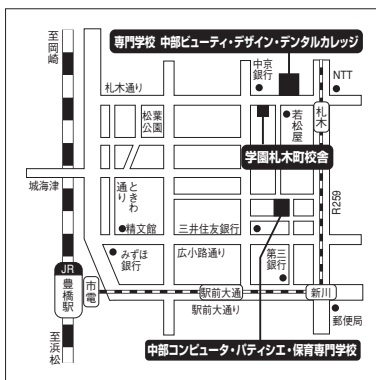 専門学校 中部ビューティ・デザイン・デンタルカレッジ
至岡崎
中京
銀行
NTT
札木通り
松葉
公園
若松屋
札木
学園札木町校舎
城海津
ときわ
通り
R259
精文館
三井住友銀行
みずほ
銀行
広小路通り
第三
銀行
JR
豊橋駅
市電
駅前大通
新川
駅前大通り
郵便局
至浜松
中部コンピュータ・パティシエ・保育専門学校